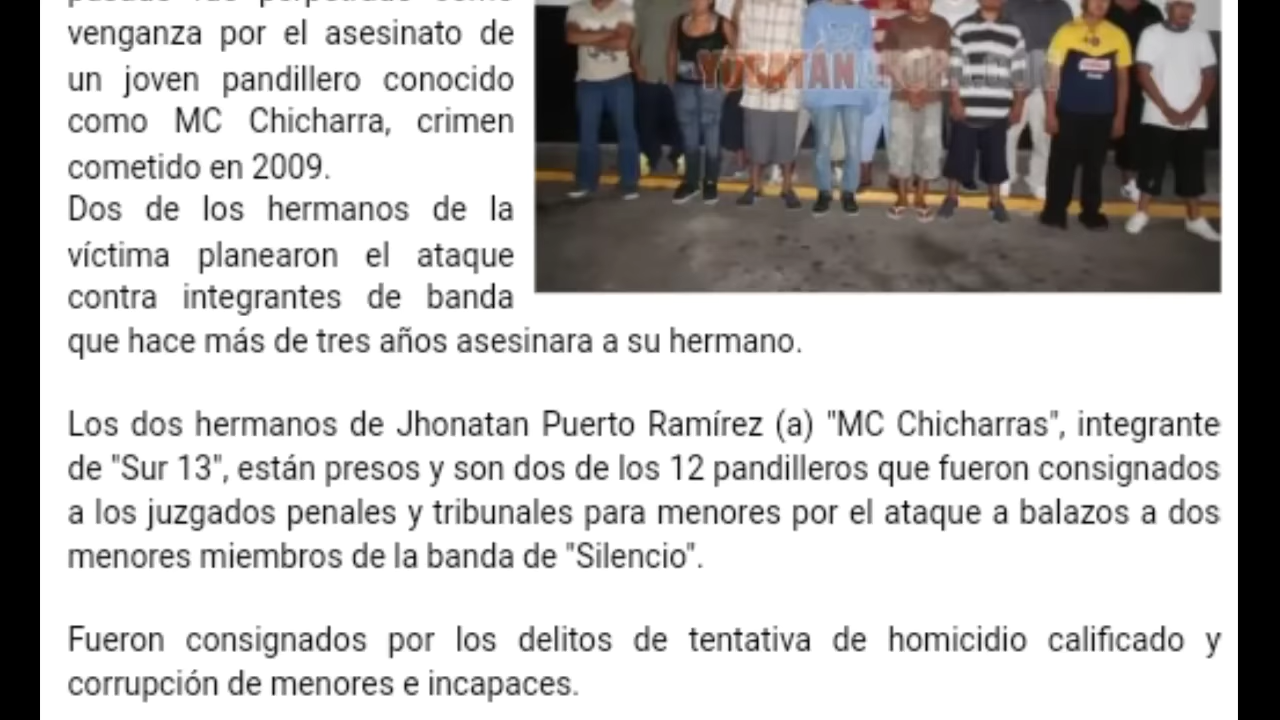 venganza por el asesinato de
un joven pandillero conocido
como MC Chicharra, crimen
cometido en 2009.
Dos de los hermanos de la
víctima planearon el ataque
contra integrantes de banda
que hace más de tres años asesinara a su hermano.
YUCATÁN
Los dos hermanos de Jhonatan Puerto Ramírez (a) "MC Chicharras", integrante
de "Sur 13", están presos y son dos de los 12 pandilleros que fueron consignados
a los juzgados penales y tribunales para menores por el ataque a balazos a dos
menores miembros de la banda de "Silencio".
Fueron consignados por los delitos de tentativa de homicidio calificado y
corrupción de menores e incapaces.